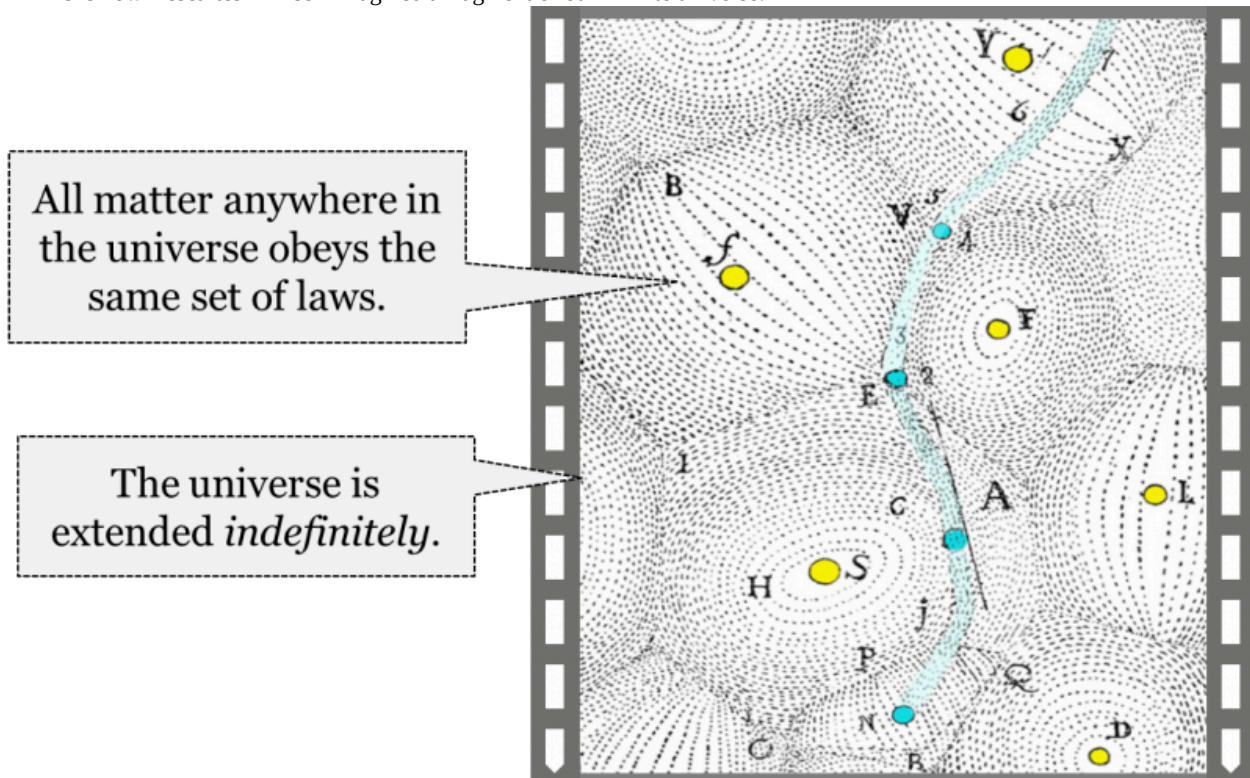 All matter anywhere in
the universe obeys the
same set of laws.
The universe is
extended indefinitely.
Y
7
6
X
B
5
V
4
f
F
3
2
E
1
C
A
L
S
H
j
P
Q
N
D
O
B